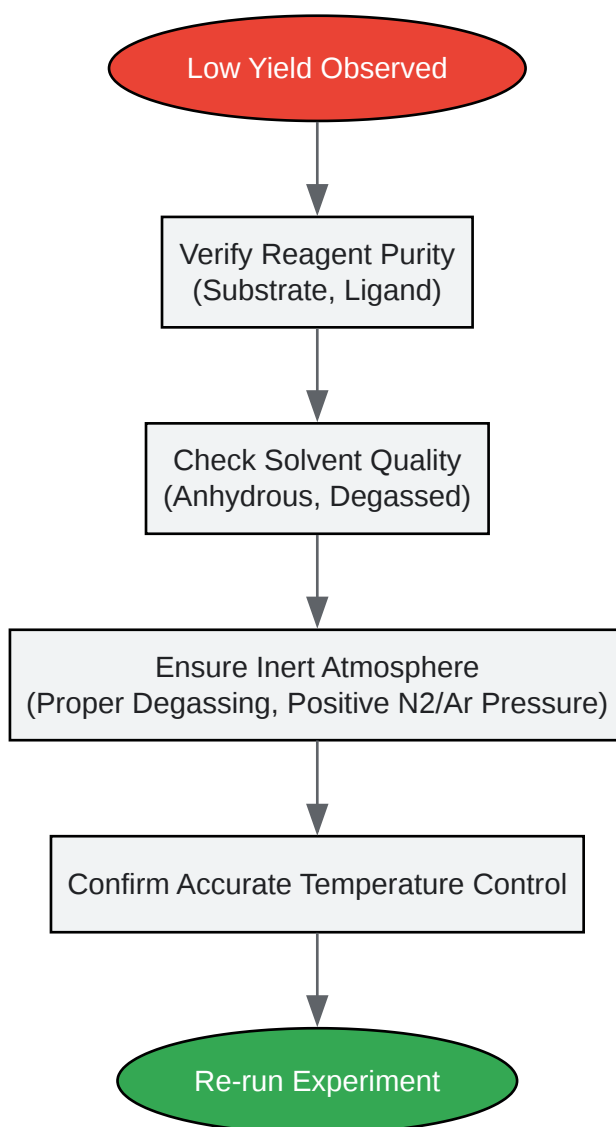 Low Yield Observed
Verify Reagent Purity
(Substrate, Ligand)
Check Solvent Quality
(Anhydrous, Degassed)
Ensure Inert Atmosphere
(Proper Degassing, Positive N2/Ar Pressure)
Confirm Accurate Temperature Control
Re-run Experiment